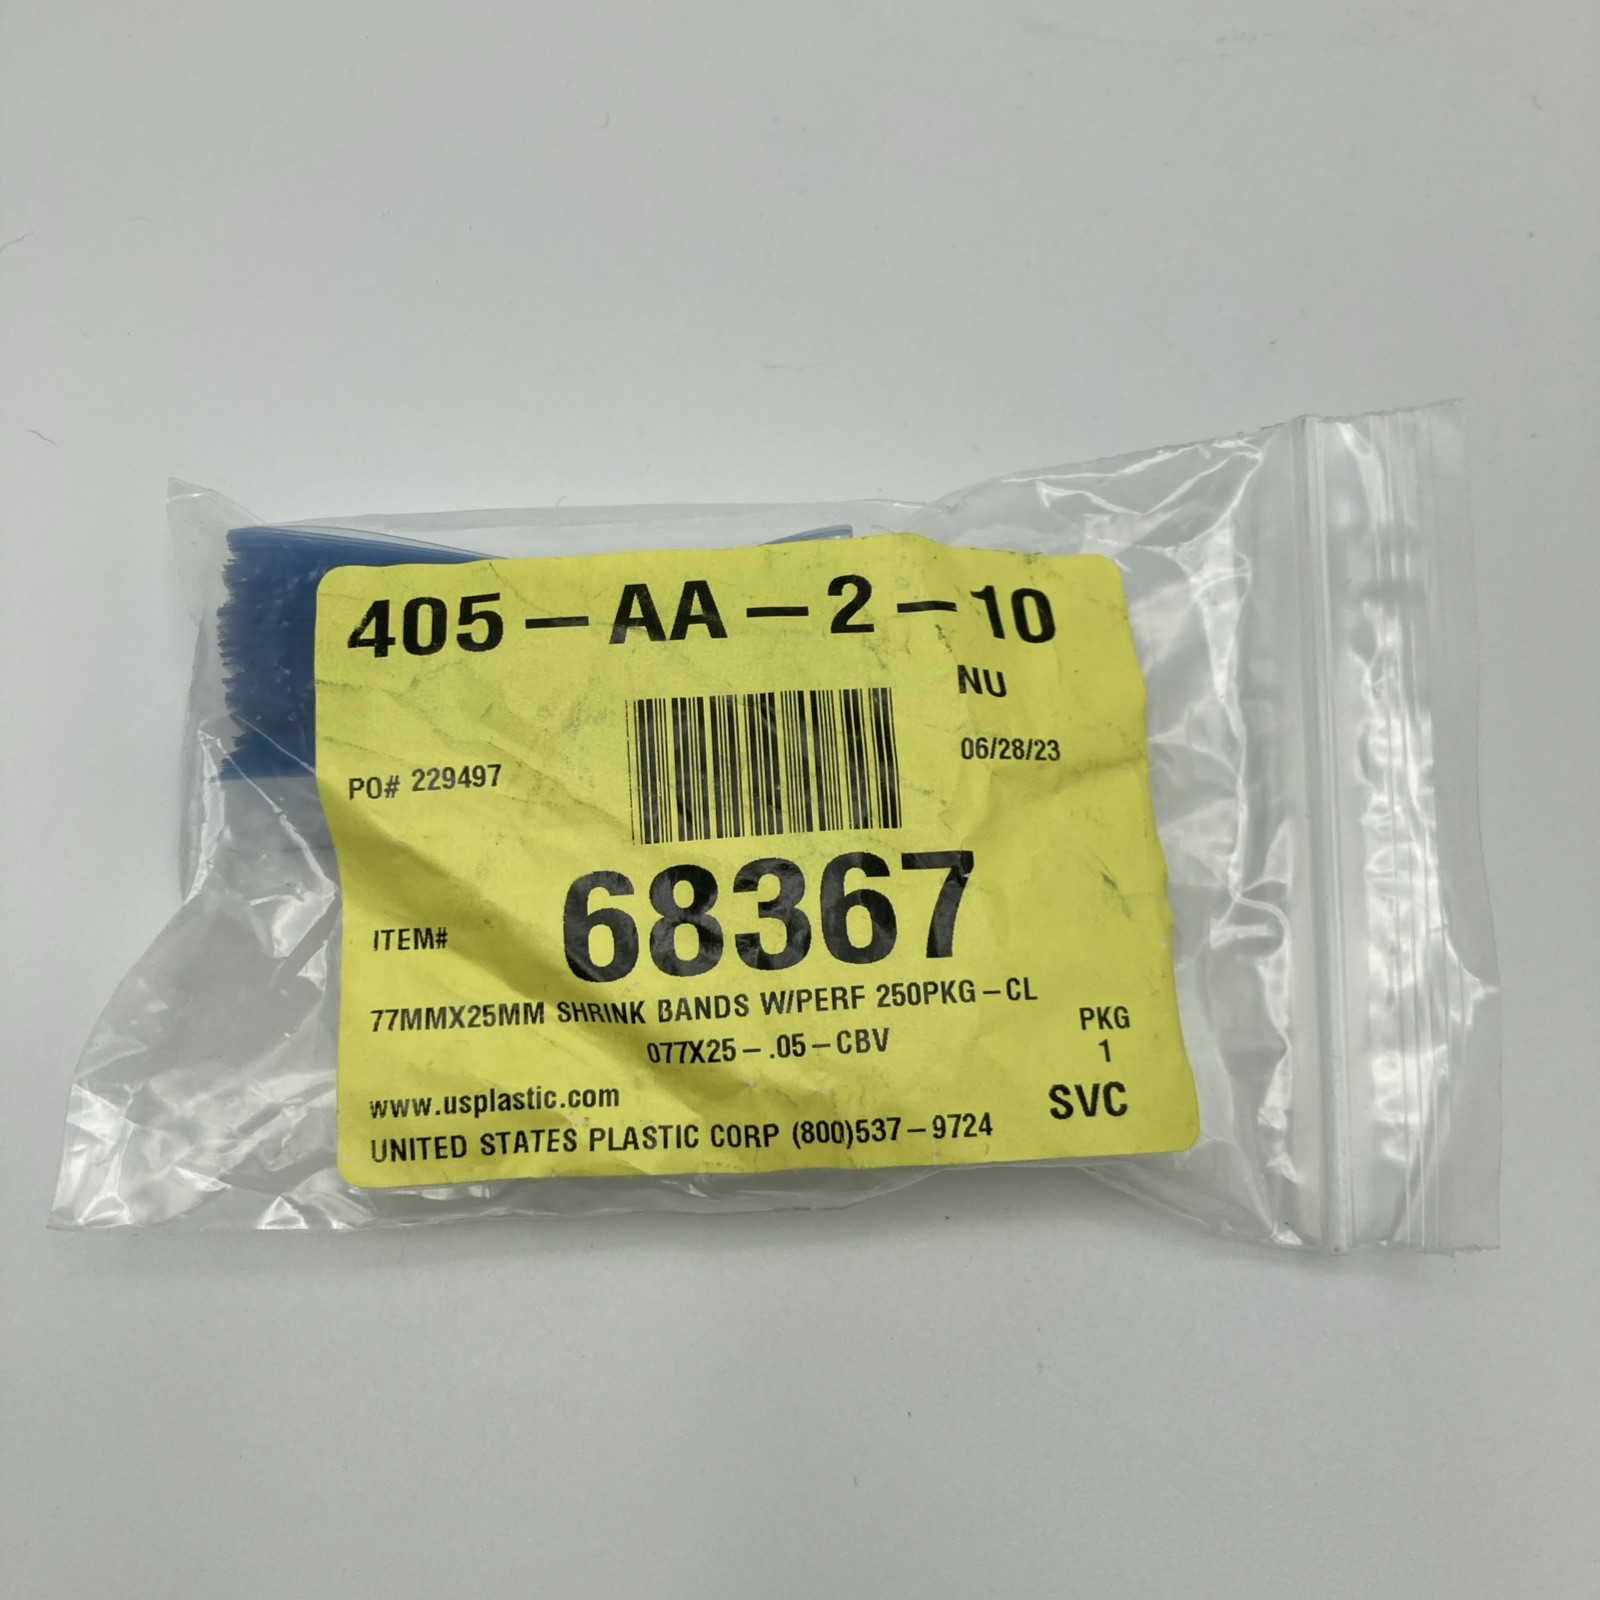 405-AA-2-10
NU
06/28/23
PO# 229497
ITEM# 68367
77MMX25MM SHRINK BANDS W/PERF 250PKG-CL
077X25-.05-CBV
PKG
1
www.usplastic.com
SVC
UNITED STATES PLASTIC CORP (800)537-9724